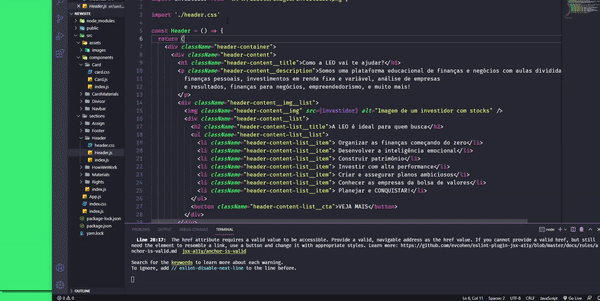 EXPLORER
Header.js
NEWSITE
node_modules
public
src
assets
images
components
Card
card.css
Card.js
index.js
CardMateriais
Divisor
Navbar
sections
Assign
Footer
Header
header.css
Header.js
index.js
HowWeWork
Materials
Rights
index.js
App.js
index.css
index.js
package-lock.json
package.json
yarn.lock
OUTLINE
import './header.css'
const Header = () => {
return (
<div className="header-container">
<div className="header-content">
<h1 className="header-content__title">Como a LEO vai te ajudar?</h1>
<p className="header-content__description">Somos uma plataforma educacional de finanças e negócios com aulas divididas
finanças pessoais, investimentos em renda fixa e variável, análise de empresas
e resultados, finanças para negócios, empreendedorismo, e muito mais!
</p>
<div className="header-content__img__list">
<img className="header-content__img" src={investidor} alt="Imagem de um investidor com stocks" />
<div className="header-content__list">
<h2 className="header-content-list__title">A LEO é ideal para quem busca</h2>
<ul className="header-content-list__item">
<li className="header-content-list__item"> Organizar as finanças começando do zero</li>
<li className="header-content-list__item"> Desenvolver a inteligência emocional</li>
<li className="header-content-list__item"> Construir patrimônio</li>
<li className="header-content-list__item"> Investir com alta performance</li>
<li className="header-content-list__item"> Criar e assegurar planos ambiciosos</li>
<li className="header-content-list__item"> Conhecer as empresas da bolsa de valores</li>
<li className="header-content-list__item"> Planejar e CONQUISTAR!</li>
</ul>
<button className="header-content-list__cta">VEJA MAIS</button>
</div>
PROBLEMS OUTPUT DEBUG CONSOLE TERMINAL
node
Line 28:17: The href attribute requires a valid value to be accessible. Provide a valid, navigable address as the href value. If you cannot provide a valid href, but still
need the element to resemble a link, use a button and change it with appropriate styles. Learn more: https://github.com/evcohen/eslint-plugin-jsx-a11y/blob/master/docs/rules/a
nchor-is-valid.md jsx-a11y/anchor-is-valid
Search for the keywords to learn more about each warning.
To ignore, add // eslint-disable-next-line to the line before.
Ln 8, Col 11 Spaces: 2 UTF-8 CRLF JavaScript Go Live